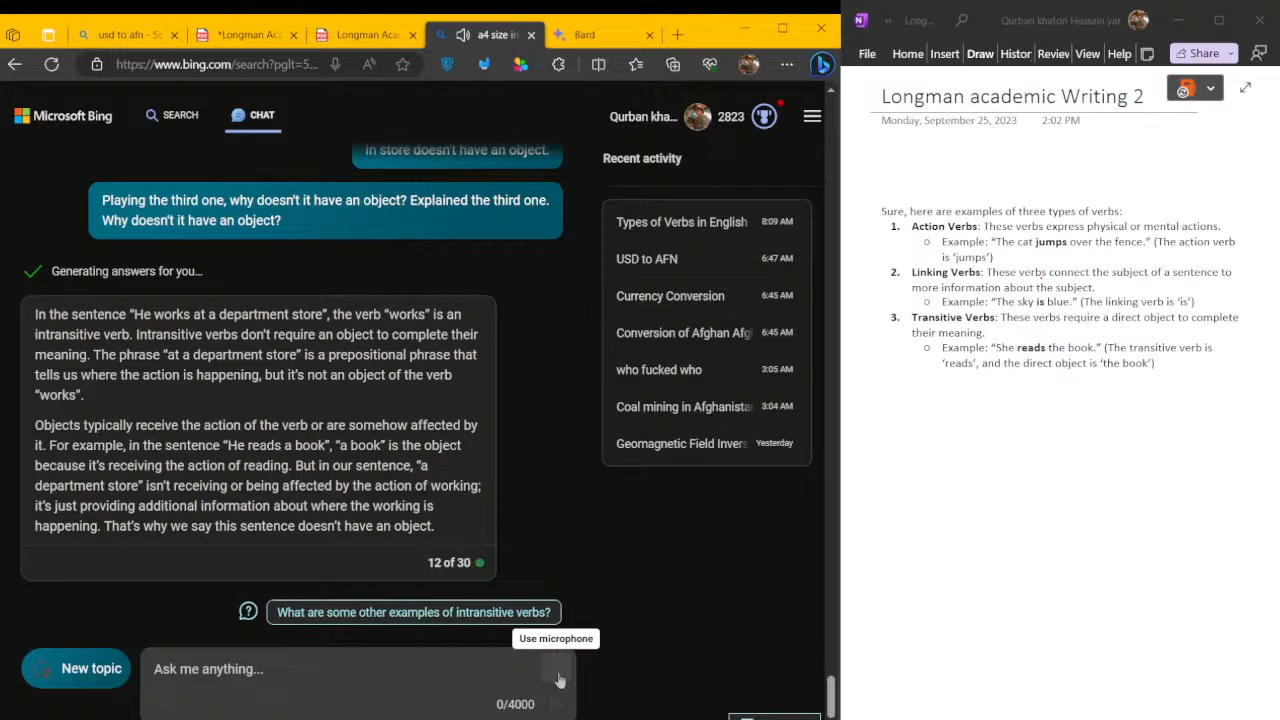 usd to afn - Se
*Longman Aca
Longman Aca
a4 size in
Bard
https://www.bing.com/search?pglt=5...
Microsoft Bing
SEARCH
CHAT
Qurban kha...
2823
In store doesn't have an object.
Playing the third one, why doesn't it have an object? Explained the third one.
Why doesn't it have an object?
Generating answers for you...
In the sentence “He works at a department store”, the verb “works” is an
intransitive verb. Intransitive verbs don't require an object to complete their
meaning. The phrase “at a department store” is a prepositional phrase that
tells us where the action is happening, but it's not an object of the verb
“works”.
Objects typically receive the action of the verb or are somehow affected by
it. For example, in the sentence “He reads a book”, “a book” is the object
because it's receiving the action of reading. But in our sentence, “a
department store” isn't receiving or being affected by the action of working;
it's just providing additional information about where the working is
happening. That's why we say this sentence doesn't have an object.
12 of 30
What are some other examples of intransitive verbs?
Use microphone
New topic
Ask me anything...
0/4000
Recent activity
Types of Verbs in English
8:09 AM
USD to AFN
6:47 AM
Currency Conversion
6:45 AM
Conversion of Afghan Afg
6:45 AM
who fucked who
3:05 AM
Coal mining in Afghanista
3:04 AM
Geomagnetic Field Invers
Yesterday
Long...
Qurban khuton Hussain yar
File
Home
Insert
Draw
Histor
Review
View
Help
Share
Longman academic Writing 2
Monday, September 25, 2023
2:02 PM
Sure, here are examples of three types of verbs:
1. Action Verbs: These verbs express physical or mental actions.
○ Example: “The cat jumps over the fence.” (The action verb
is ‘jumps’)
2. Linking Verbs: These verbs connect the subject of a sentence to
more information about the subject.
○ Example: “The sky is blue.” (The linking verb is ‘is’)
3. Transitive Verbs: These verbs require a direct object to complete
their meaning.
○ Example: “She reads the book.” (The transitive verb is
‘reads’, and the direct object is ‘the book’)